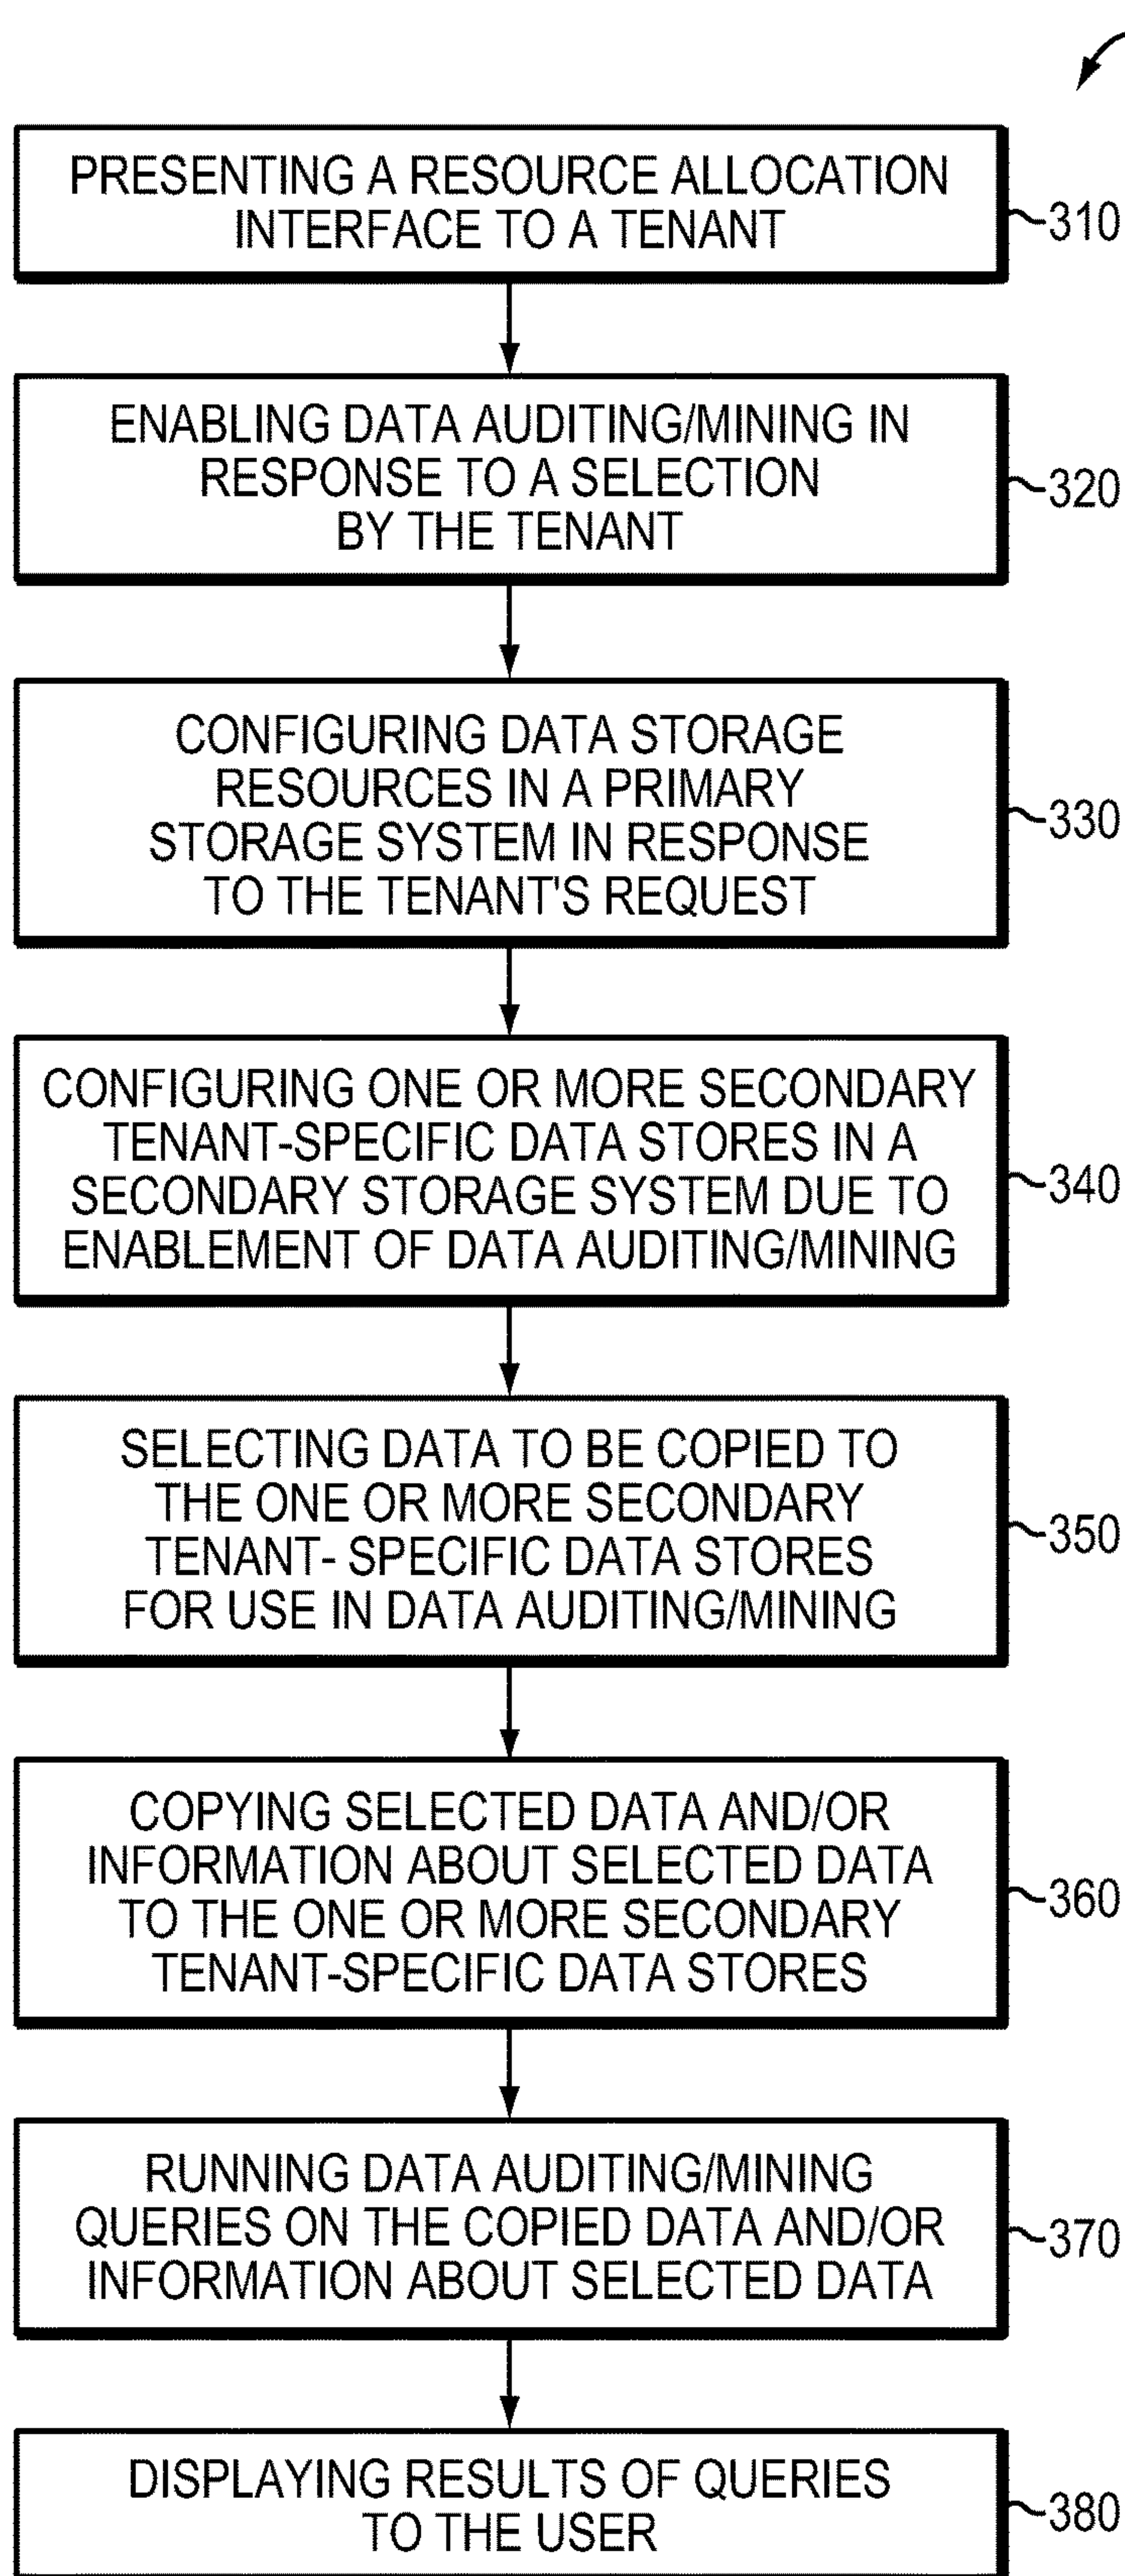 PRESENTING A RESOURCE ALLOCATION
INTERFACE TO A TENANT
310
ENABLING DATA AUDITING/MINING IN
RESPONSE TO A SELECTION
BY THE TENANT
320
CONFIGURING DATA STORAGE
RESOURCES IN A PRIMARY
STORAGE SYSTEM IN RESPONSE
TO THE TENANT'S REQUEST
330
CONFIGURING ONE OR MORE SECONDARY
TENANT-SPECIFIC DATA STORES IN A
SECONDARY STORAGE SYSTEM DUE TO
ENABLEMENT OF DATA AUDITING/MINING
340
SELECTING DATA TO BE COPIED TO
THE ONE OR MORE SECONDARY
TENANT- SPECIFIC DATA STORES
FOR USE IN DATA AUDITING/MINING
350
COPYING SELECTED DATA AND/OR
INFORMATION ABOUT SELECTED DATA
TO THE ONE OR MORE SECONDARY
TENANT-SPECIFIC DATA STORES
360
RUNNING DATA AUDITING/MINING
QUERIES ON THE COPIED DATA AND/OR
INFORMATION ABOUT SELECTED DATA
370
DISPLAYING RESULTS OF QUERIES
TO THE USER
380